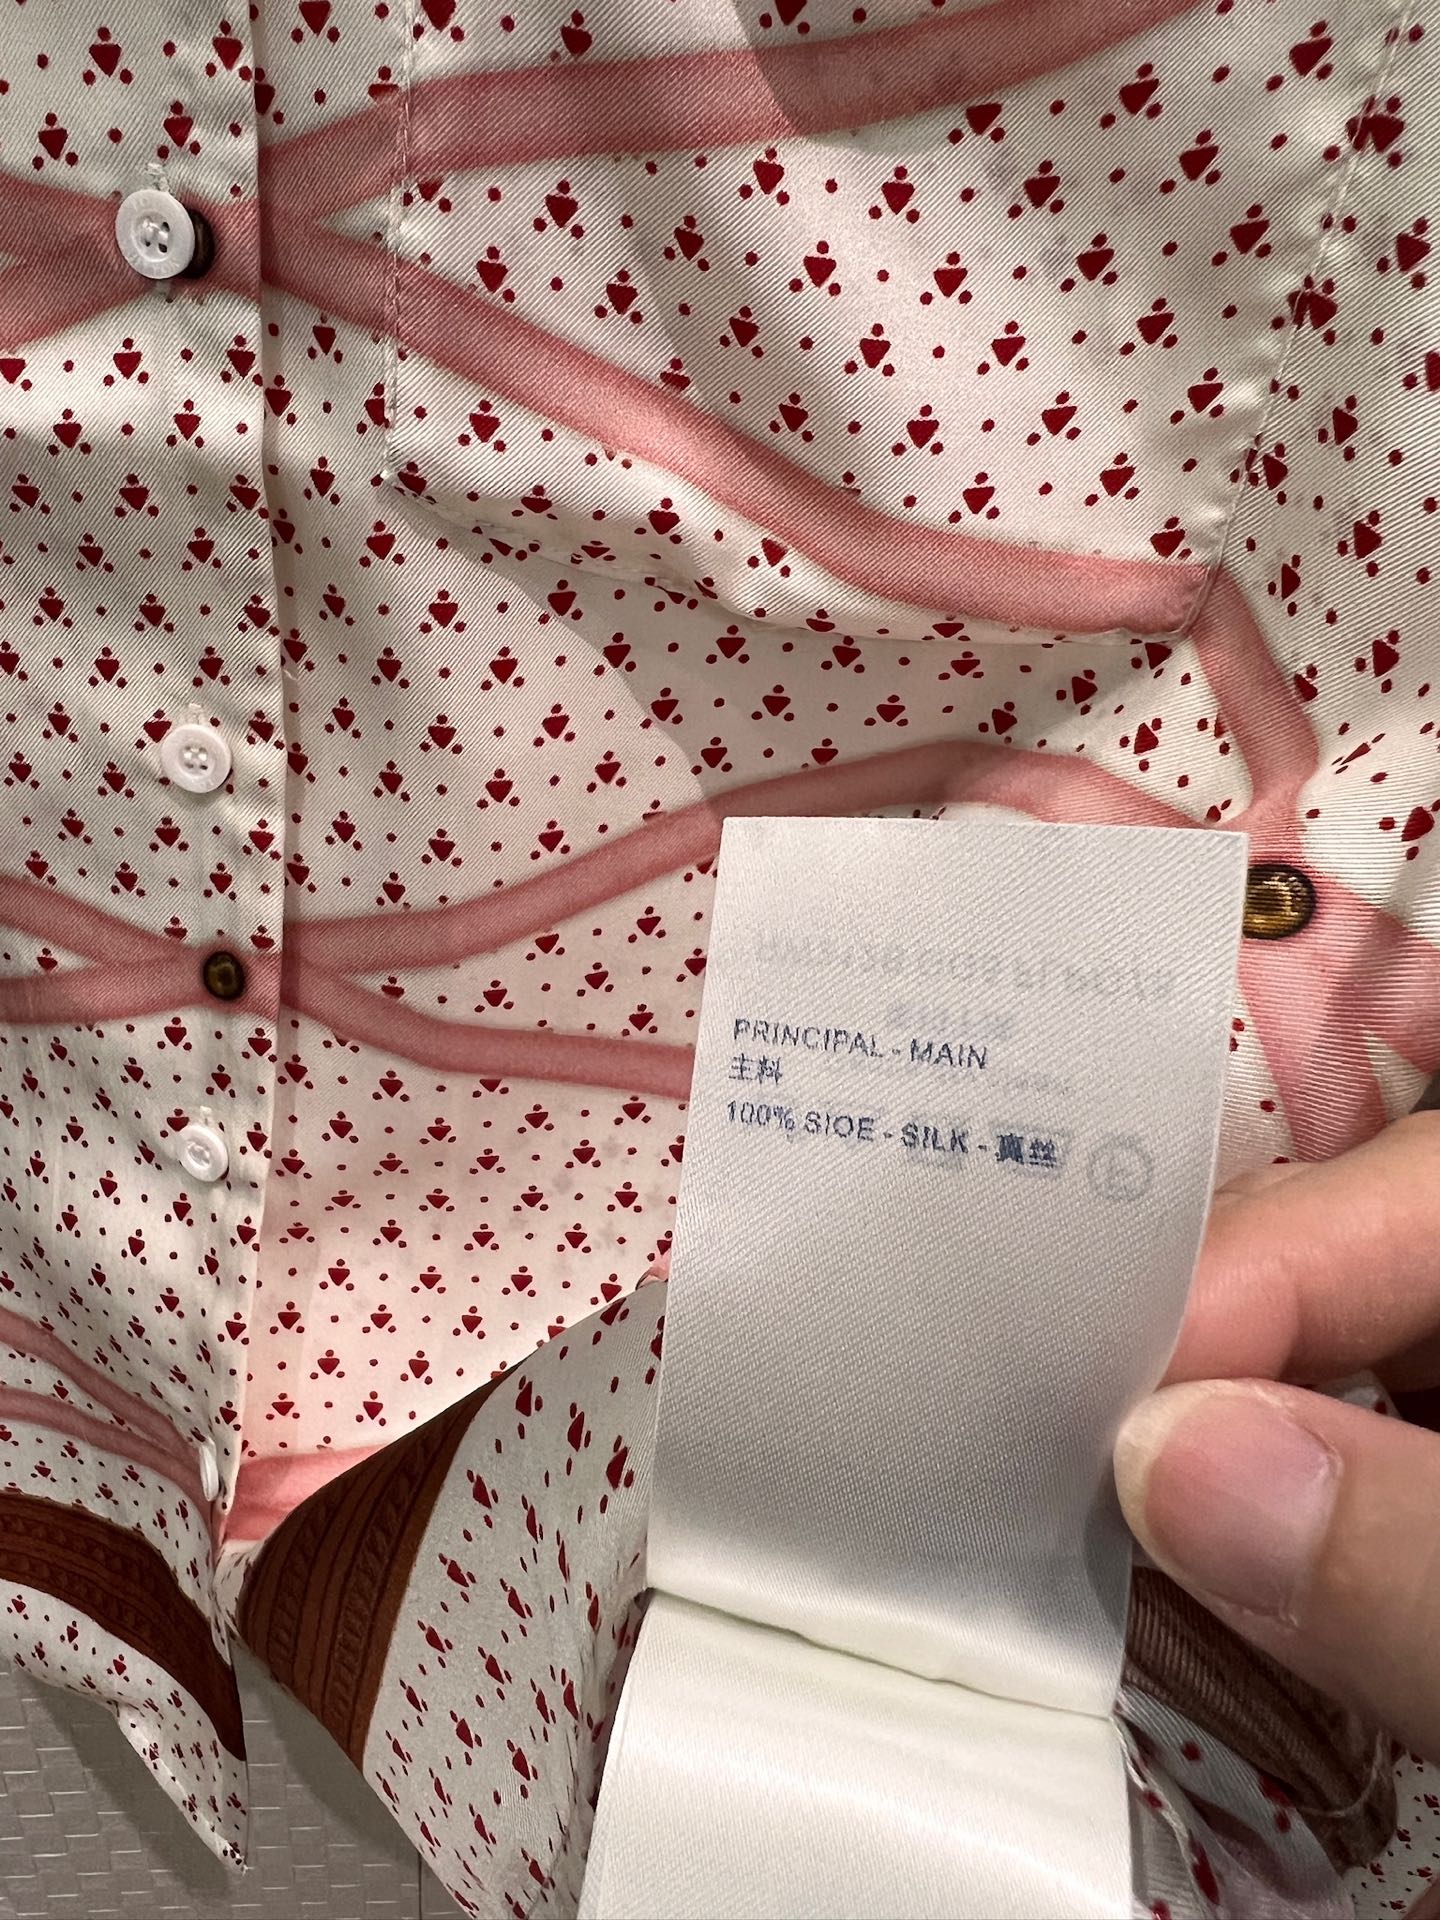 PRINCIPAL - MAIN
主料
100% SIOE - SILK - 真丝